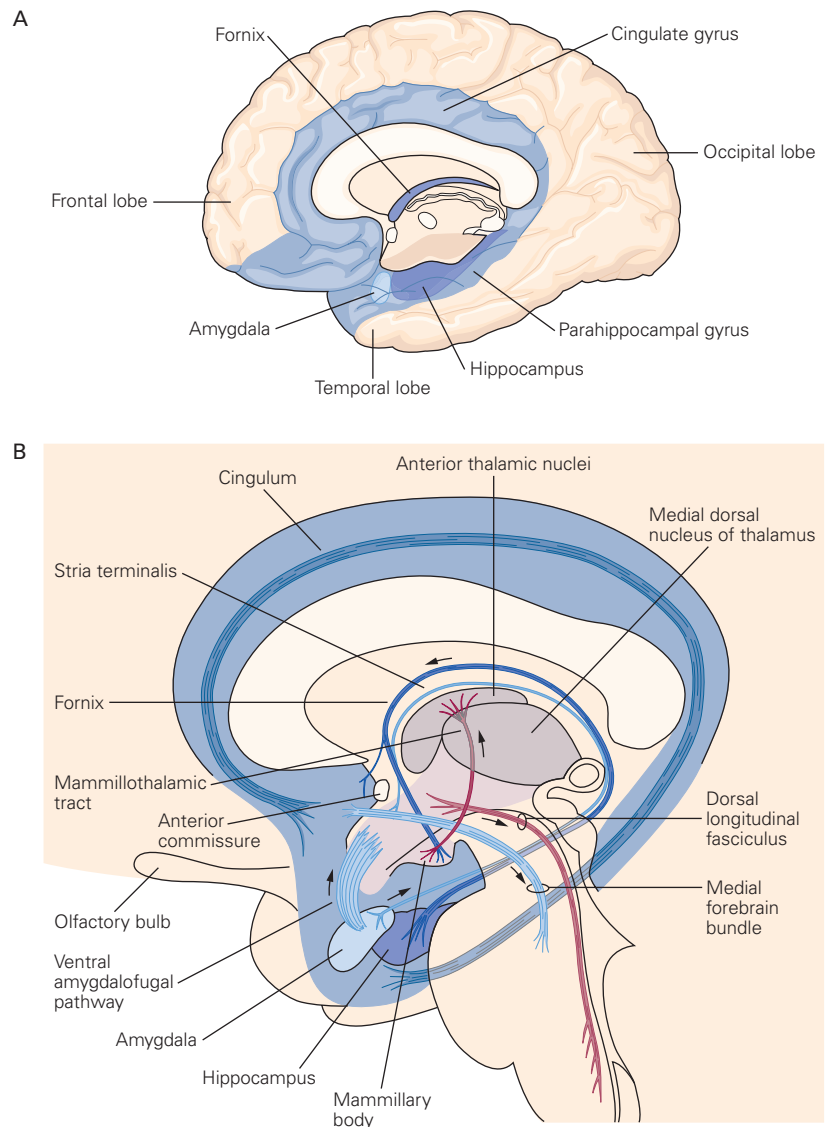 A
Fornix
Cingulate gyrus
Occipital lobe
Frontal lobe
Amygdala
Parahippocampal gyrus
Hippocampus
Temporal lobe
B
Anterior thalamic nuclei
Cingulum
Medial dorsal
nucleus of thalamus
Stria terminalis
Fornix
Mammillothalamic
tract
Anterior
commissure
Dorsal
longitudinal
fasciculus
Olfactory bulb
Medial
forebrain
bundle
Ventral
amygdalofugal
pathway
Amygdala
Hippocampus
Mammillary
body